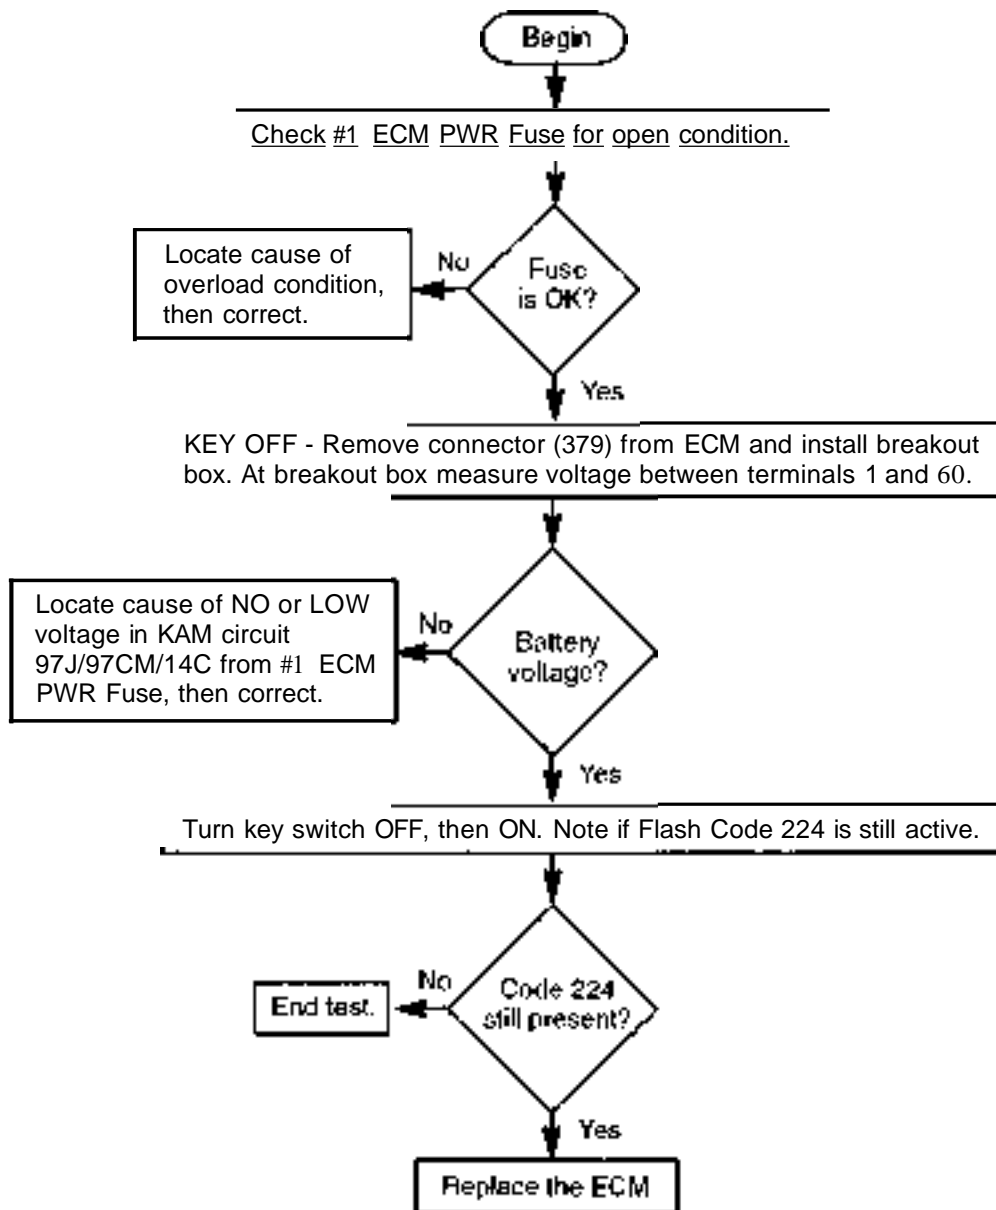 Begin
Check #1 ECM PWR Fuse for open condition.
Locate cause of
overload condition,
then correct.
No
Fuse
is OK?
Yes
KEY OFF - Remove connector (379) from ECM and install breakout
box. At breakout box measure voltage between terminals 1 and 60.
Locate cause of NO or LOW
voltage in KAM circuit
97J/97CM/14C from #1 ECM
PWR Fuse, then correct.
No
Battery
voltage?
Yes
Turn key switch OFF, then ON. Note if Flash Code 224 is still active.
End test.
No
Code 224
still present?
Yes
Replace the ECM